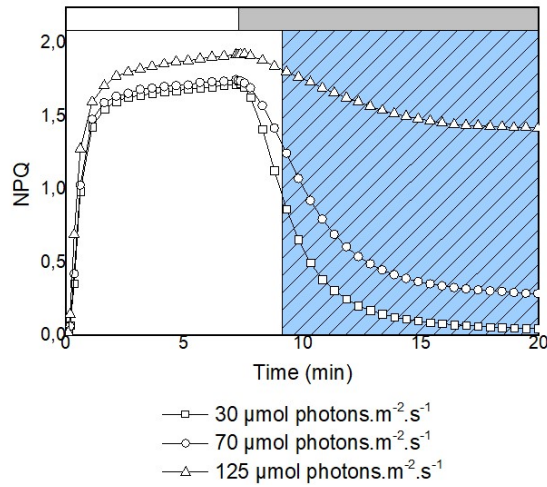 2.0
1.5
1,0
0.5
0.0
NPQ
0
5
10
15
20
Time (min)
30 µmol photons.m⁻².s⁻¹
70 µmol photons.m⁻².s⁻¹
125 µmol photons.m⁻².s⁻¹